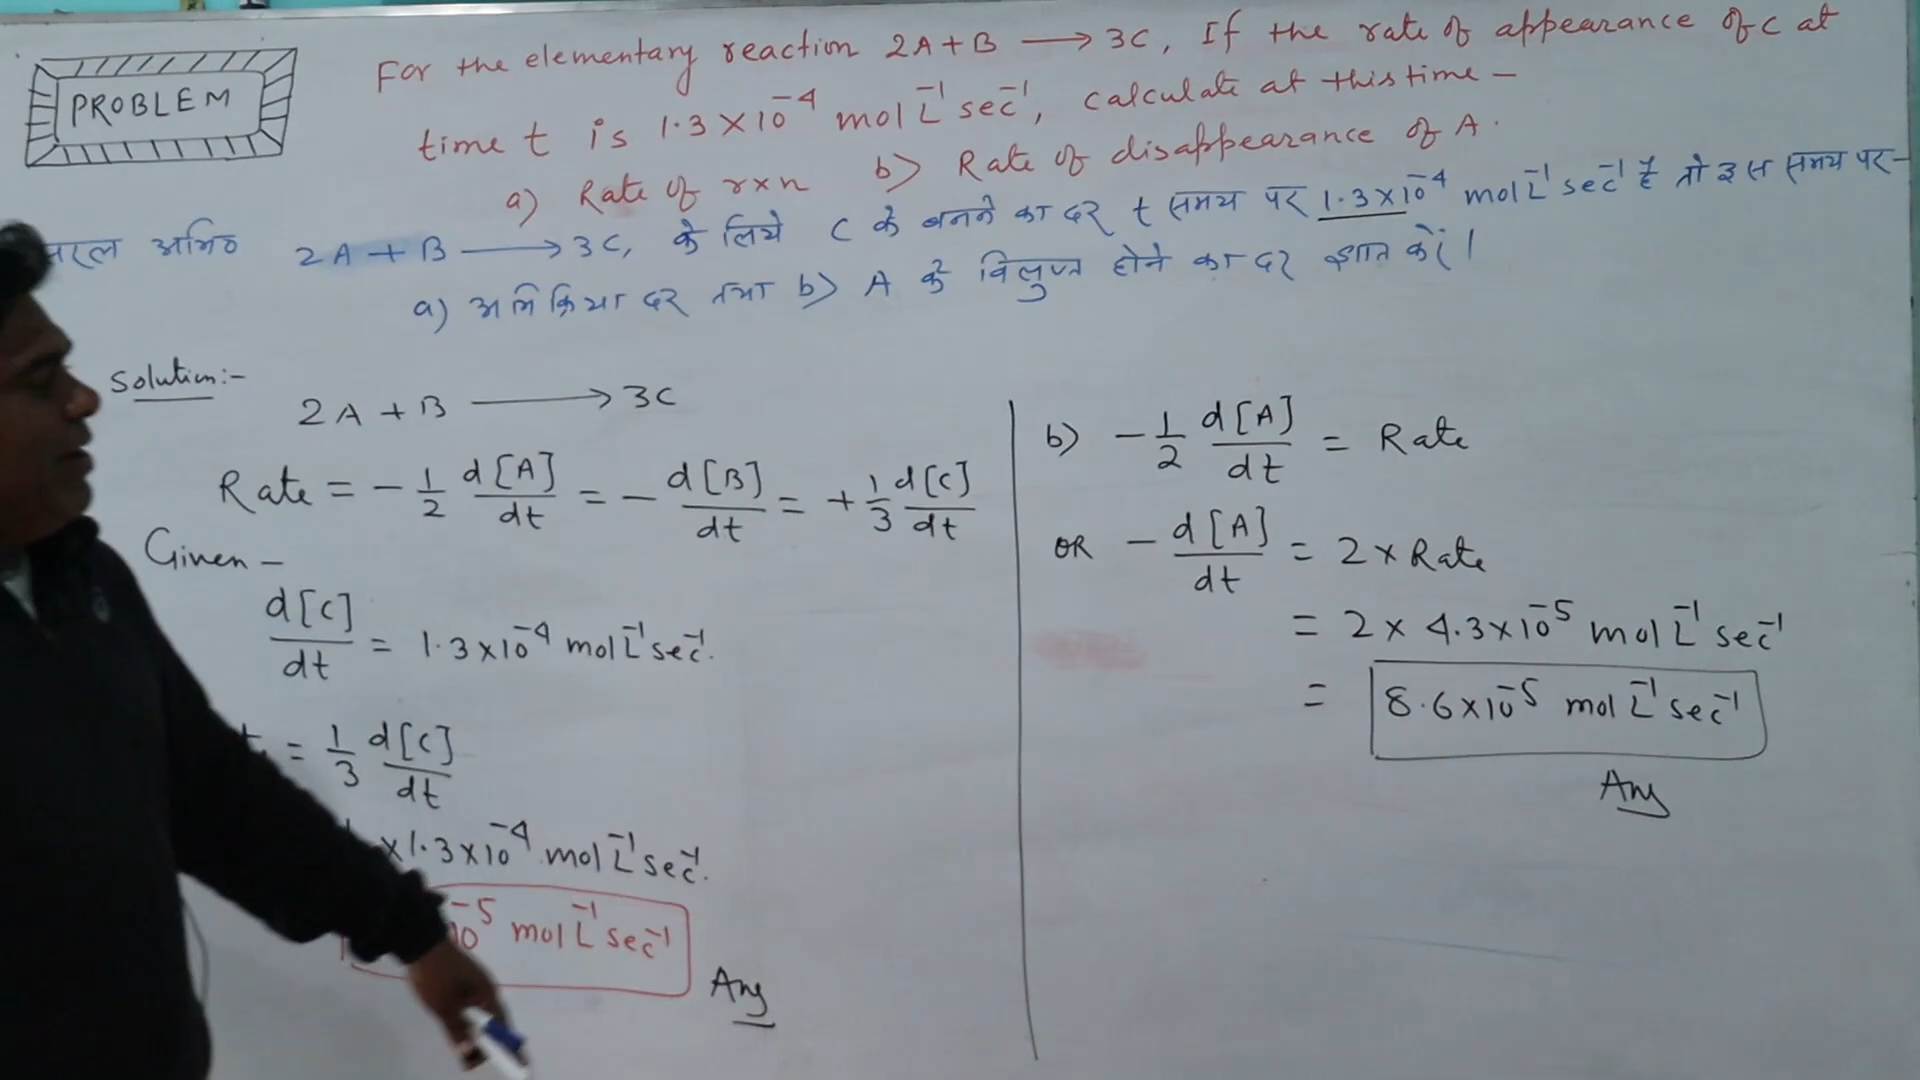 PROBLEM
For the elementary reaction 2A + B ⟶ 3C, If the rate of appearance of C at
time t is 1.3 × 10⁻⁴ mol L⁻¹ sec⁻¹, calculate at this time –
a) Rate of rxn b) Rate of disappearance of A.
सरल अभि० 2A + B ⟶ 3C, के लिये C के बनने का दर t समय पर 1.3 × 10⁻⁴ mol L⁻¹ sec⁻¹ है तो इस समय पर–
a) अभिक्रिया दर तथा b) A के विलुप्त होने का दर ज्ञात करें।
Solution:–
2A + B ⟶ 3C
Rate = – 1/2 d[A]/dt = – d[B]/dt = + 1/3 d[C]/dt
Given –
d[C]/dt = 1.3 × 10⁻⁴ mol L⁻¹ sec⁻¹.
= 1/3 d[C]/dt
× 1.3 × 10⁻⁴ mol L⁻¹ sec⁻¹.
10⁻⁵ mol L⁻¹ sec⁻¹
Ans
b) – 1/2 d[A]/dt = Rate
OR – d[A]/dt = 2 × Rate
= 2 × 4.3 × 10⁻⁵ mol L⁻¹ sec⁻¹
= 8.6 × 10⁻⁵ mol L⁻¹ sec⁻¹
Ans